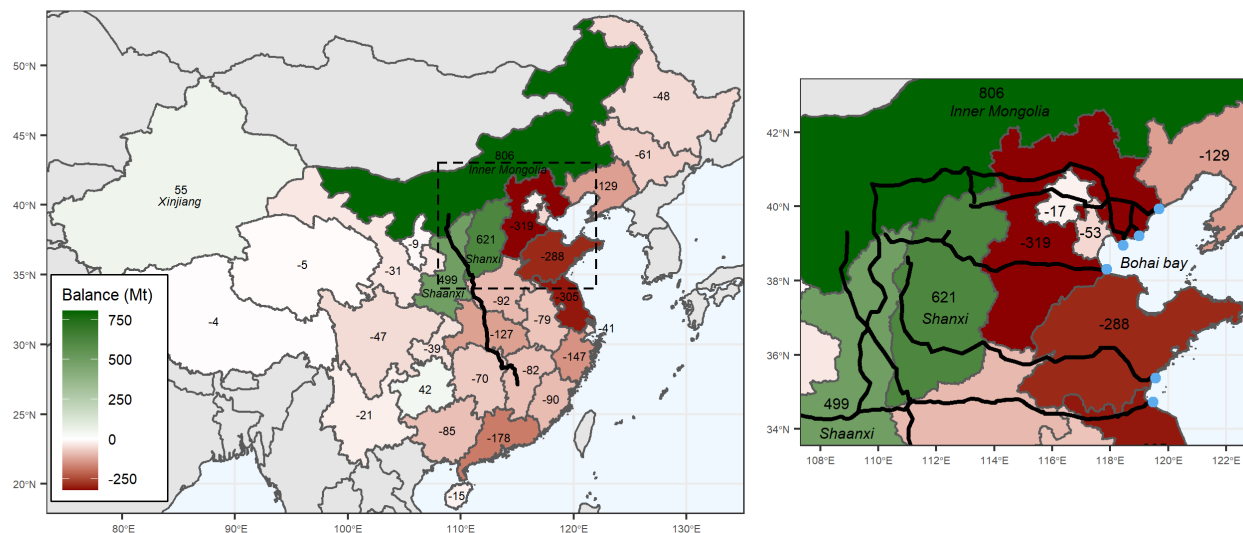 50°N
45°N
40°N
35°N
30°N
25°N
20°N
80°E
90°E
100°E
110°E
120°E
130°E
-48
-61
806
Inner Mongolia
129
55
Xinjiang
-319
621
Shanxi
-9
-288
-5
-31
499
Shaanxi
-305
-92
-79
-4
-41
-127
-47
-39
-147
-82
-70
42
-90
-21
-85
-178
-15
Balance (Mt)
750
500
250
0
-250
806
Inner Mongolia
-129
-17
-53
-319
Bohai bay
621
Shanxi
-288
499
Shaanxi
42°N
40°N
38°N
36°N
34°N
108°E
110°E
112°E
114°E
116°E
118°E
120°E
122°E